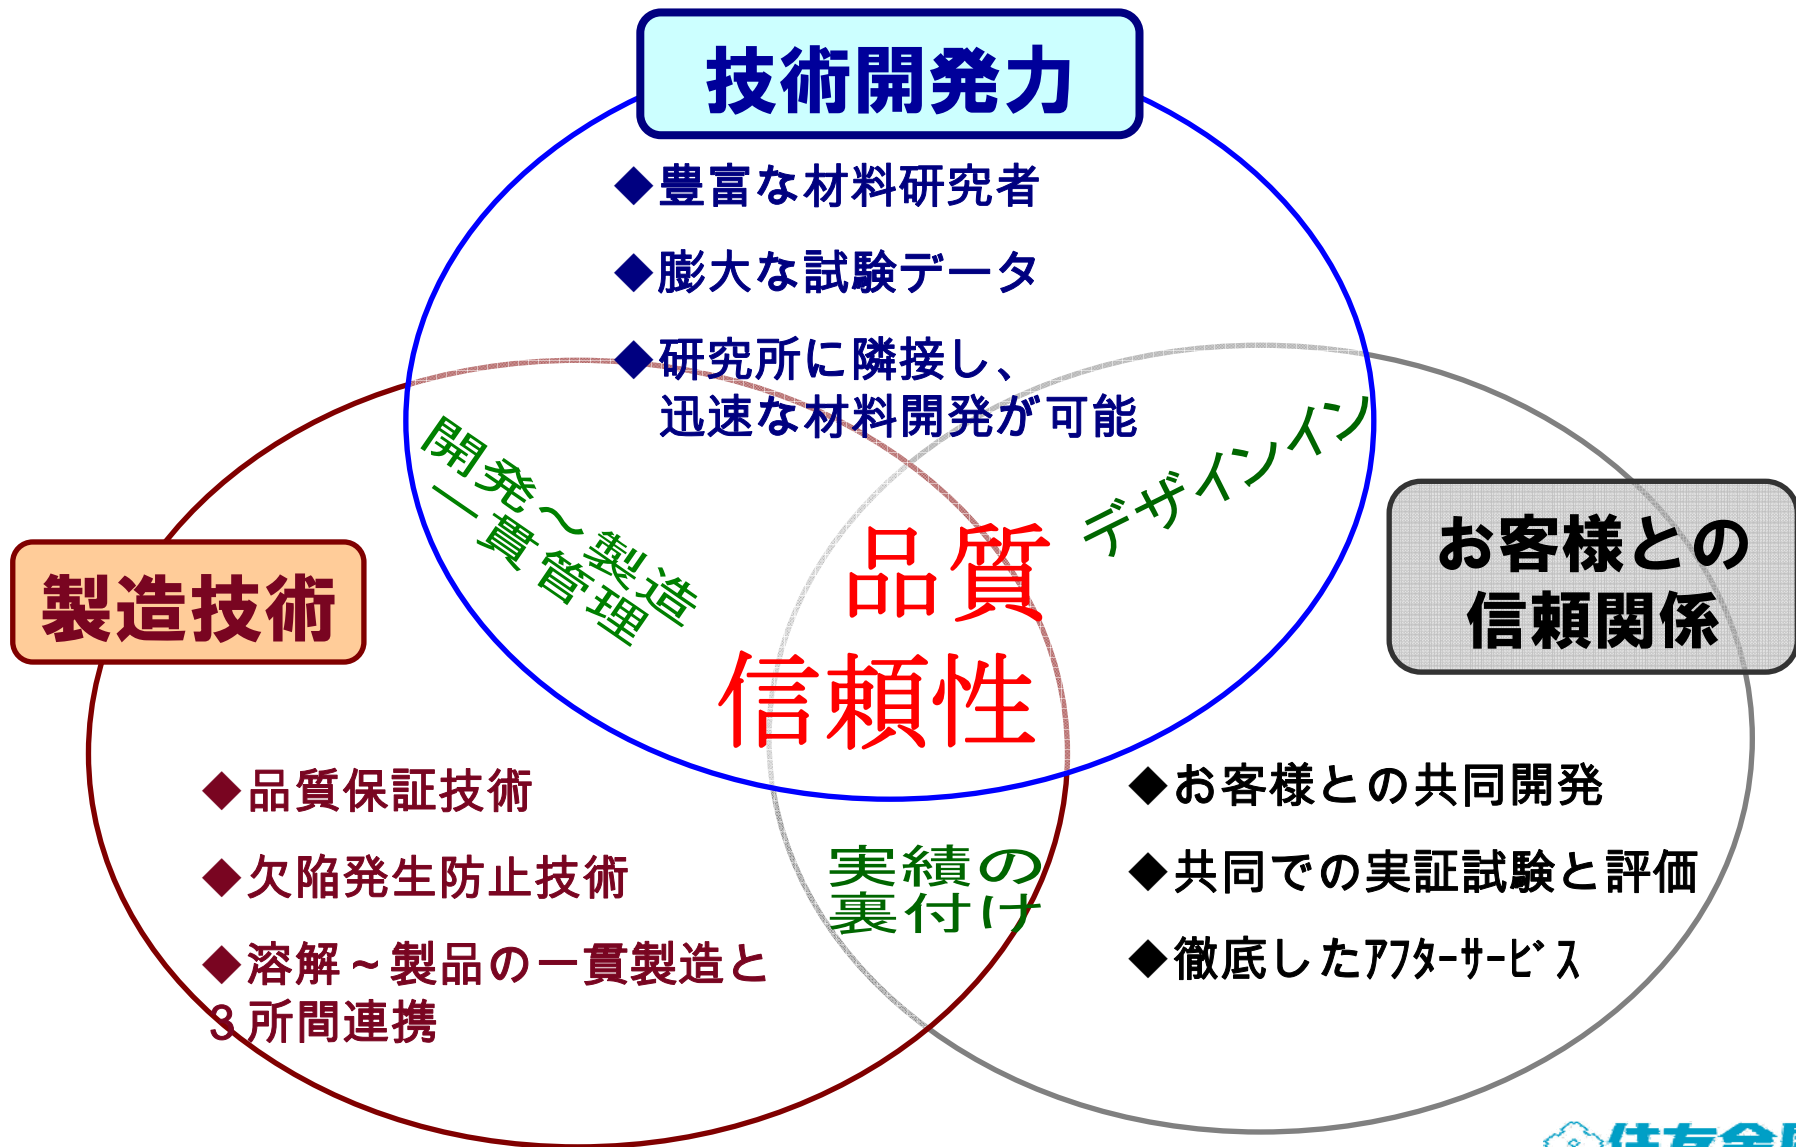 技術開発力
◆豊富な材料研究者
◆膨大な試験データ
◆研究所に隣接し、
迅速な材料開発が可能
開発～製造
一貫管理
デザインイン
品質
信頼性
製造技術
お客様との
信頼関係
◆品質保証技術
◆欠陥発生防止技術
◆溶解～製品の一貫製造と
３所間連携
実績の
裏付け
◆お客様との共同開発
◆共同での実証試験と評価
◆徹底したｱﾌﾀｰｻｰﾋﾞｽ
住友金